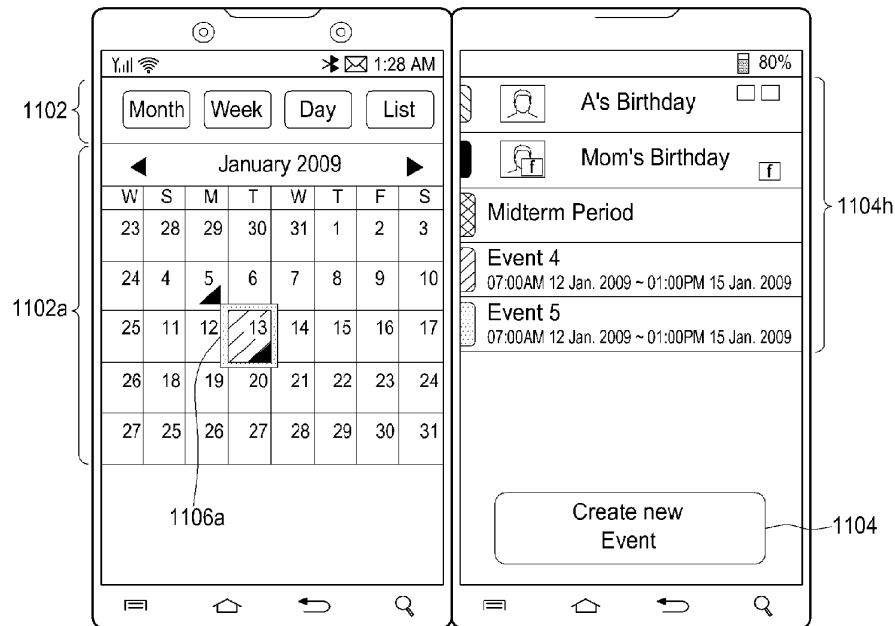 1:28 AM
Month Week Day List
January 2009
W S M T W T F S
23 28 29 30 31 1 2 3
24 4 5 6 7 8 9 10
25 11 12 13 14 15 16 17
26 18 19 20 21 22 23 24
27 25 26 27 28 29 30 31
80%
A's Birthday
f
Mom's Birthday
f
Midterm Period
Event 4
07:00AM 12 Jan. 2009 ~ 01:00PM 15 Jan. 2009
Event 5
07:00AM 12 Jan. 2009 ~ 01:00PM 15 Jan. 2009
Create new
Event
1102
1102a
1106a
1104h
1104